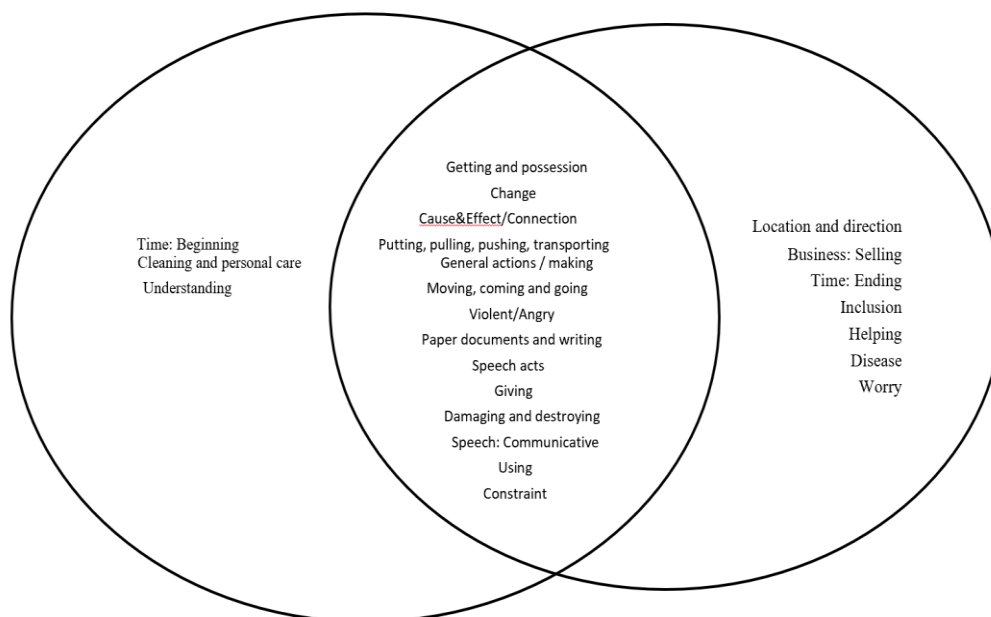 Time: Beginning
Cleaning and personal care
Understanding
Getting and possession
Change
Cause&Effect/Connection
Putting, pulling, pushing, transporting
General actions / making
Moving, coming and going
Violent/Angry
Paper documents and writing
Speech acts
Giving
Damaging and destroying
Speech: Communicative
Using
Constraint
Location and direction
Business: Selling
Time: Ending
Inclusion
Helping
Disease
Worry